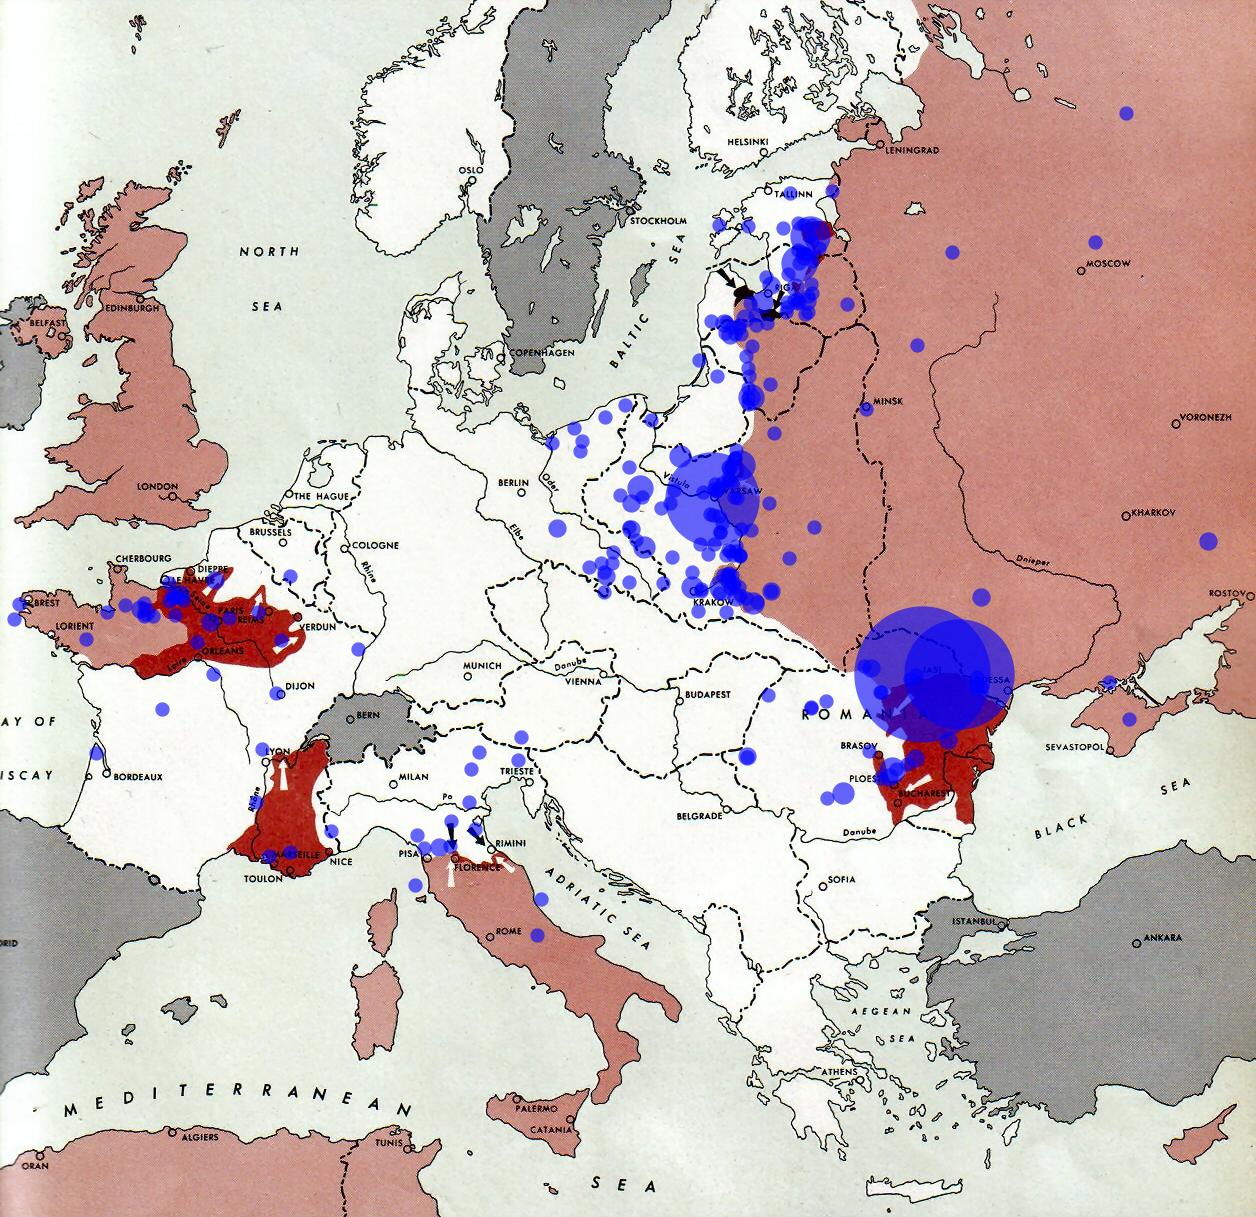 HELSINKI
LENINGRAD
OSLO
TALLINN
STOCKHOLM
NORTH
SEA
BALTIC SEA
MOSCOW
RIGA
EDINBURGH
BELFAST
COPENHAGEN
MINSK
VORONEZH
BERLIN
Oder
Vistula
WARSAW
LONDON
THE HAGUE
KHARKOV
BRUSSELS
COLOGNE
Elbe
CHERBOURG
DIEPPE
LE HAVRE
Rhine
Dnieper
ROSTOV
BREST
Seine
PARIS
REIMS
KRAKOW
LORIENT
VERDUN
ORLEANS
Loire
MUNICH
Danube
VIENNA
IASI
DIJON
BUDAPEST
ODESSA
AY OF
BERN
ROMANIA
ISCAY
LYON
BRASOV
SEVASTOPOL
BORDEAUX
MILAN
TRIESTE
PLOES
SEA
Rhone
Po
BUCHAREST
BELGRADE
BLACK
Danube
RIMINI
MARSEILLE
NICE
PISA
FLORENCE
TOULON
ADRIATIC SEA
SOFIA
ISTANBUL
ROME
ANKARA
DRID
AEGEAN
SEA
ATHENS
MEDITERRANEAN
PALERMO
CATANIA
ALGIERS
TUNIS
ORAN
SEA